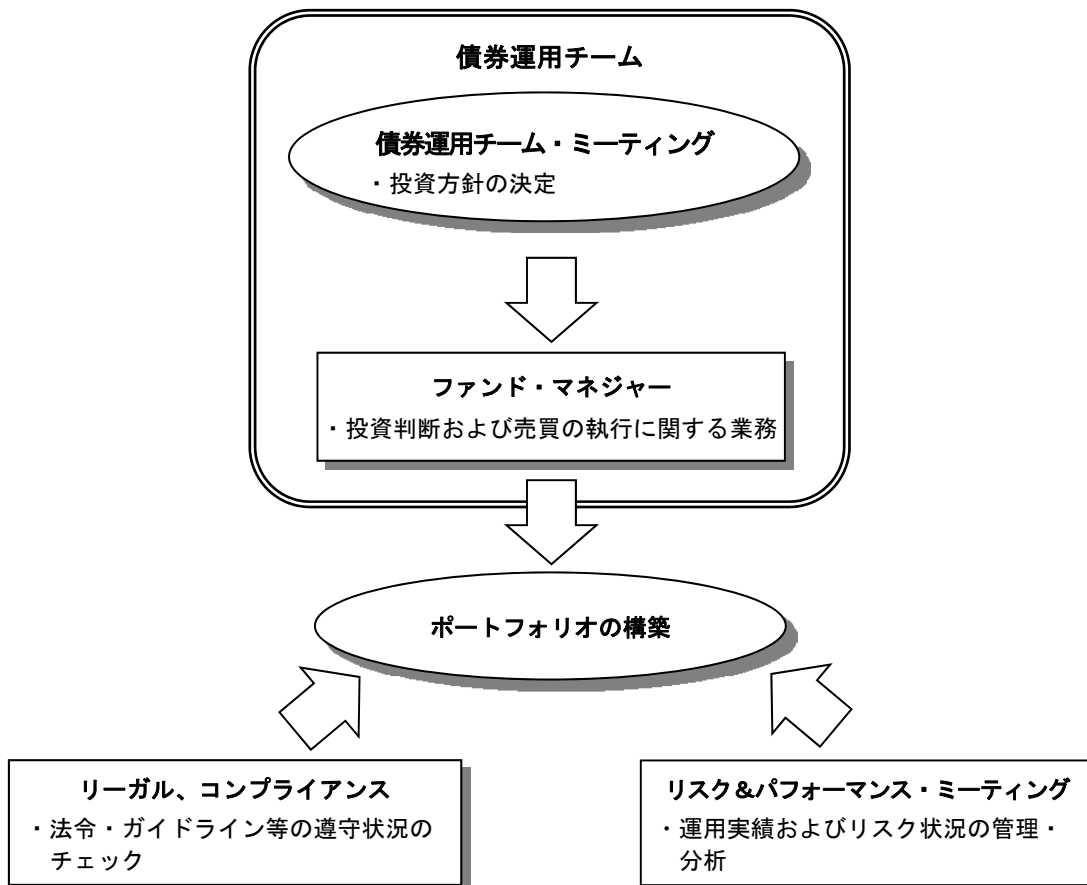 債券運用チーム
債券運用チーム・ミーティング
・投資方針の決定
ファンド・マネジャー
・投資判断および売買の執行に関する業務
ポートフォリオの構築
リーガル、コンプライアンス
・法令・ガイドライン等の遵守状況の
チェック
リスク&パフォーマンス・ミーティング
・運用実績およびリスク状況の管理・
分析